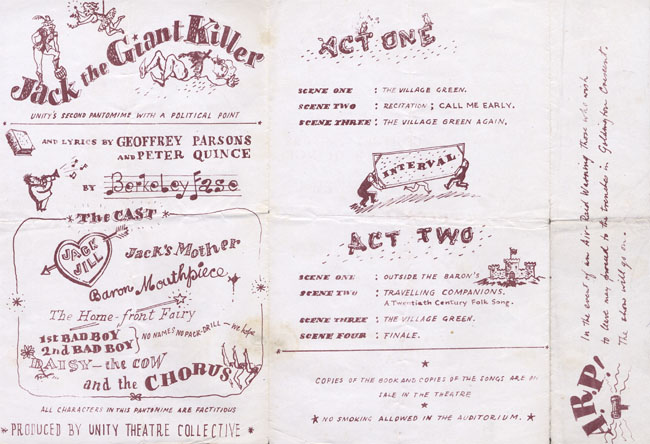 Jack the Giant Killer
UNITY'S SECOND PANTOMIME WITH A POLITICAL POINT
AND LYRICS BY GEOFFREY PARSONS
AND PETER QUINCE
BY Berkeley Fase
The CAST
JACK
JILL
Jack's Mother
Baron Mouthpiece
The Home-front Fairy
1st BAD BOY
2nd BAD BOY
NO NAMES NO PACK-DRILL - we hope
DAISY - the COW
and the CHORUS
ALL CHARACTERS IN THIS PANTOMIME ARE FACTITIOUS
PRODUCED BY UNITY THEATRE COLLECTIVE
ACT ONE
SCENE ONE : THE VILLAGE GREEN.
SCENE TWO : RECITATION; CALL ME EARLY.
SCENE THREE : THE VILLAGE GREEN AGAIN,
INTERVAL
ACT TWO
SCENE ONE : OUTSIDE THE BARON'S
SCENE TWO : TRAVELLING COMPANIONS.
A Twentieth Century Folk Song.
SCENE THREE : THE VILLAGE GREEN.
SCENE FOUR : FINALE.
COPIES OF THE BOOK AND COPIES OF THE SONGS ARE ON
SALE IN THE THEATRE
NO SMOKING ALLOWED IN THE AUDITORIUM.
A.R.P!
In the event of an Air-Raid Warning Those who wish
to leave may proceed to the trenches in Goldington Crescent.
The show will go on.